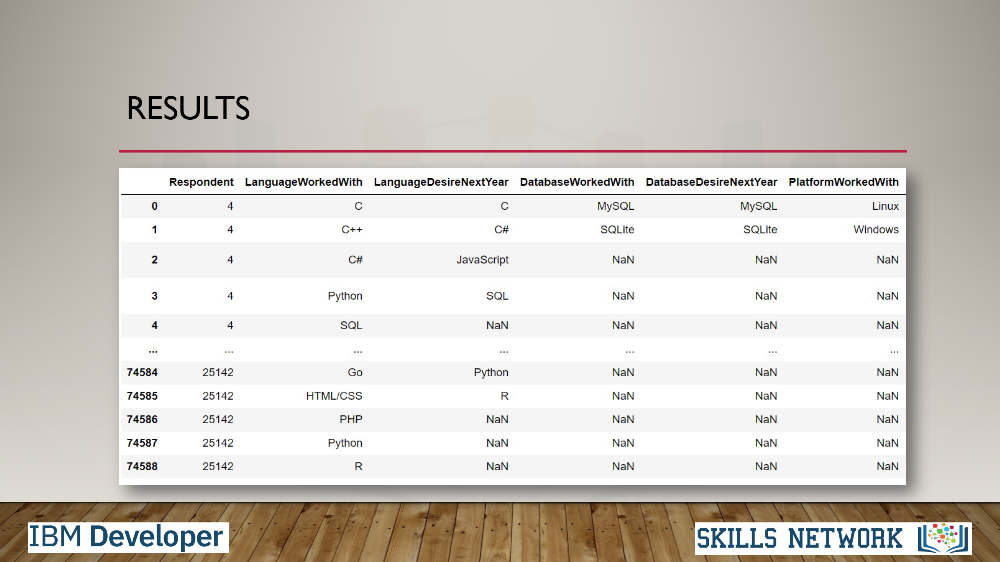 RESULTS
Respondent LanguageWorkedWith LanguageDesireNextYear DatabaseWorkedWith DatabaseDesireNextYear PlatformWorkedWith
0 4 C C MySQL MySQL Linux
1 4 C++ C# SQLite SQLite Windows
2 4 C# JavaScript NaN NaN NaN
3 4 Python SQL NaN NaN NaN
4 4 SQL NaN NaN NaN NaN
... ... ... ... ... ... ...
74584 25142 Go Python NaN NaN NaN
74585 25142 HTML/CSS R NaN NaN NaN
74586 25142 PHP NaN NaN NaN NaN
74587 25142 Python NaN NaN NaN NaN
74588 25142 R NaN NaN NaN NaN
IBM Developer
SKILLS NETWORK